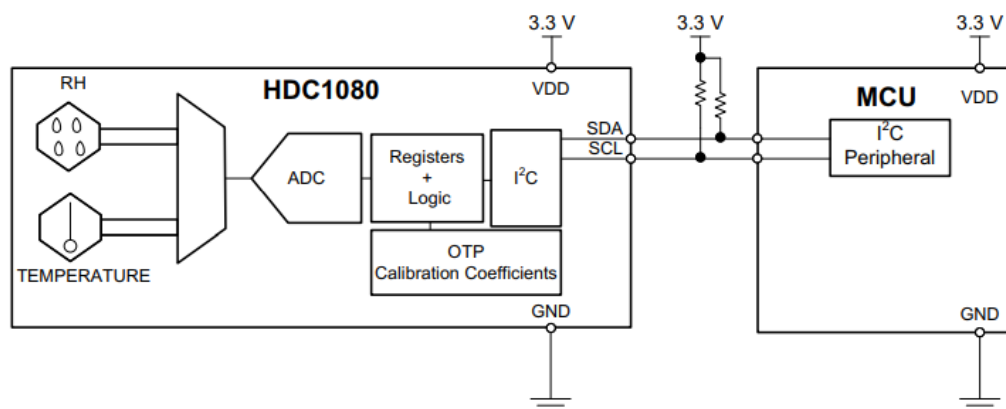 3.3 V
3.3 V
3.3 V
RH
HDC1080
VDD
MCU
VDD
SDA
SCL
ADC
Registers
+
Logic
I²C
I²C
Peripheral
TEMPERATURE
OTP
Calibration Coefficients
GND
GND